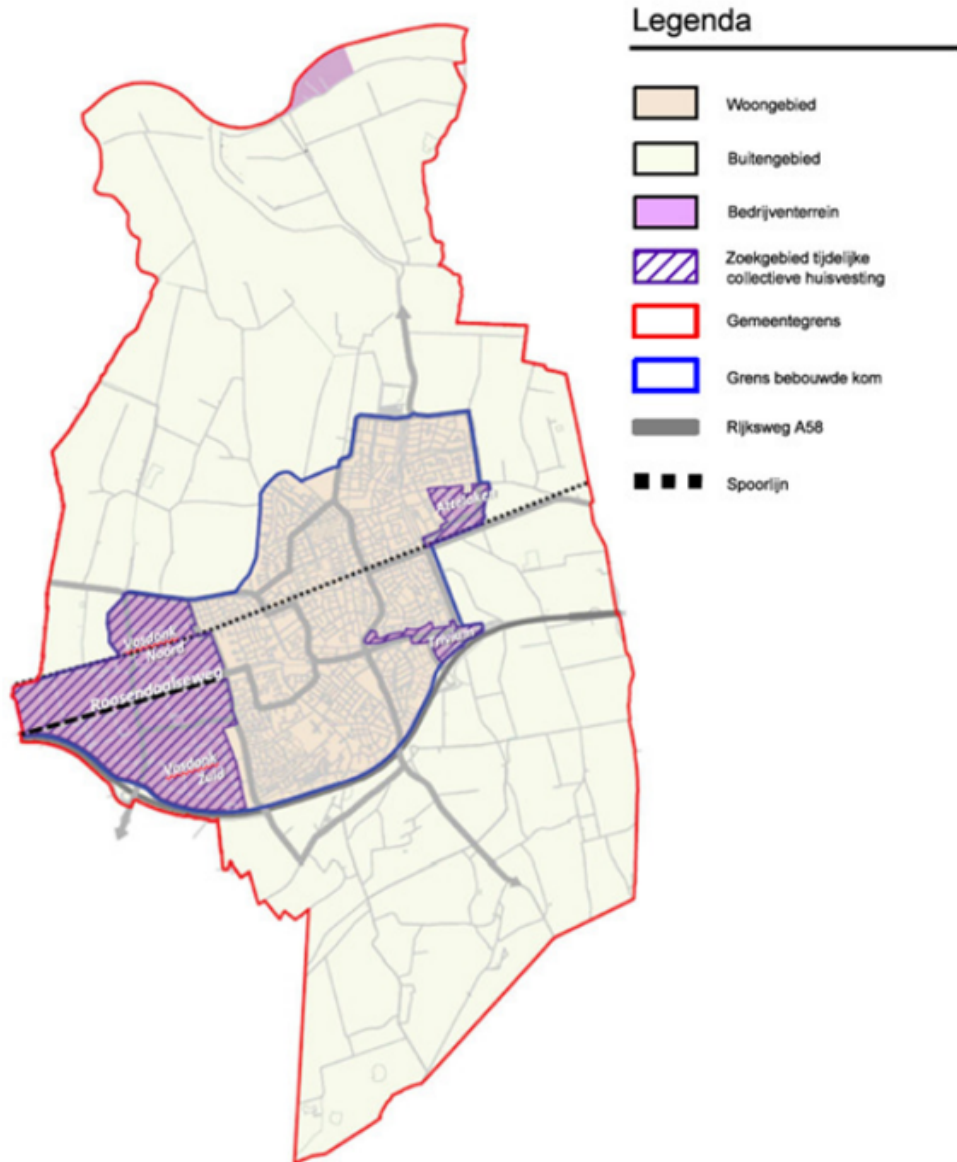 Legenda
Woongebied
Buitengebied
Bedrijventerrein
Zoekgebied tijdelijke
collectieve huisvesting
Gemeentegrens
Grens bebouwde kom
Rijksweg A58
Spoorlijn
Vosdonk
Noord
Roosendaalseweg
Vosdonk
Zuid